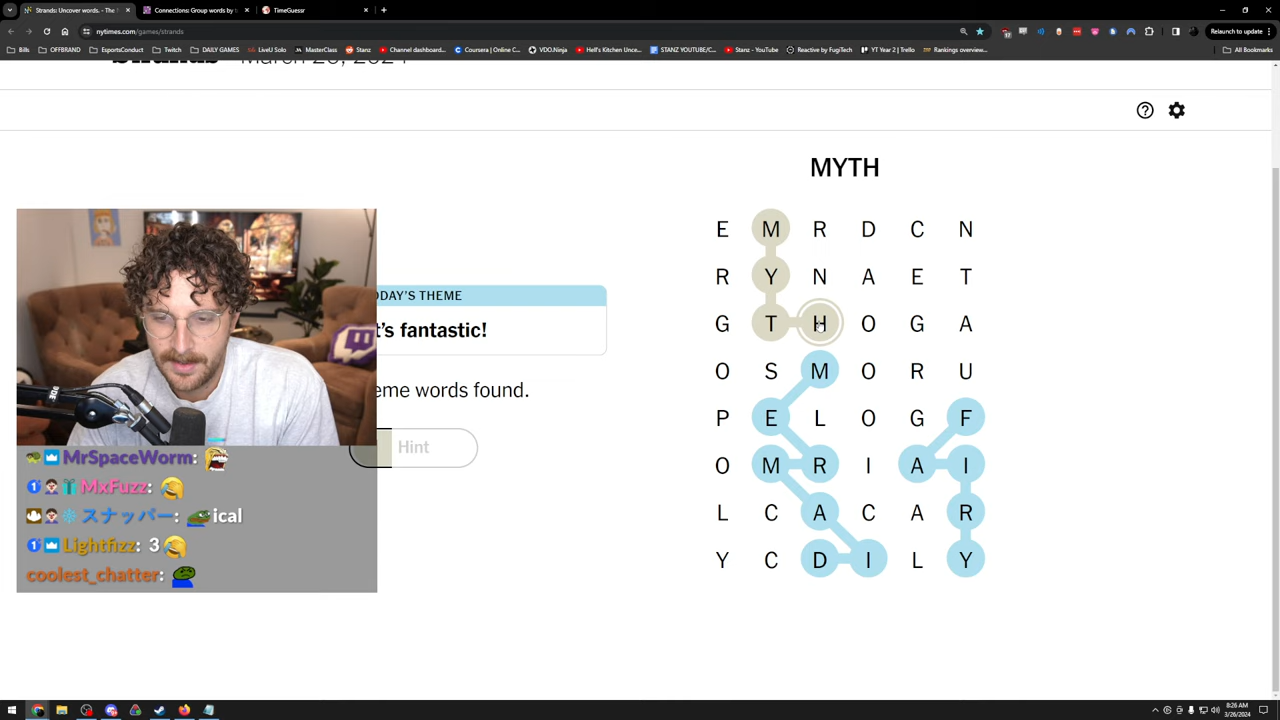 Strands: Uncover words. - The N
Connections: Group words by t
TimeGuessr
nytimes.com/games/strands
Relaunch to update
Bills
OFFBRAND
EsportsConduct
Twitch
DAILY GAMES
LiveU Solo
MasterClass
Stanz
Channel dashboard...
Coursera | Online C...
VDO.Ninja
Hell's Kitchen Unce...
STANZ YOUTUBE/C...
Stanz - YouTube
Reactive by FugiTech
YT Year 2 | Trello
Rankings overview...
All Bookmarks
MYTH
E M R D C N
R Y N A E T
G T H O G A
O S M O R U
P E L O G F
O M R I A I
L C A C A R
Y C D I L Y
ODAY'S THEME
t's fantastic!
eme words found.
Hint
MrSpaceWorm:
MxFuzz:
スナッパー: ical
Lightfizz: 3
coolest_chatter:
8:26 AM
3/26/2024